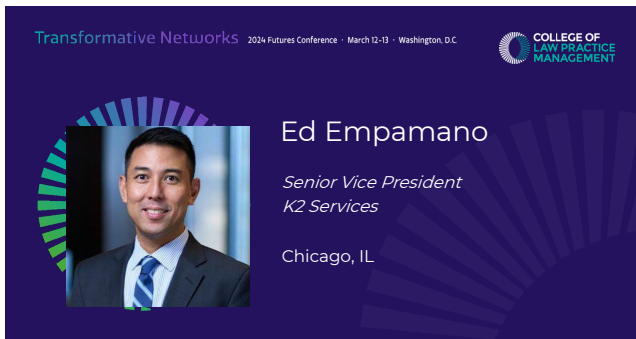 Transformative Networks 2024 Futures Conference · March 12-13 · Washington, D.C.
COLLEGE OF
LAW PRACTICE
MANAGEMENT
Ed Empamano
Senior Vice President
K2 Services
Chicago, IL